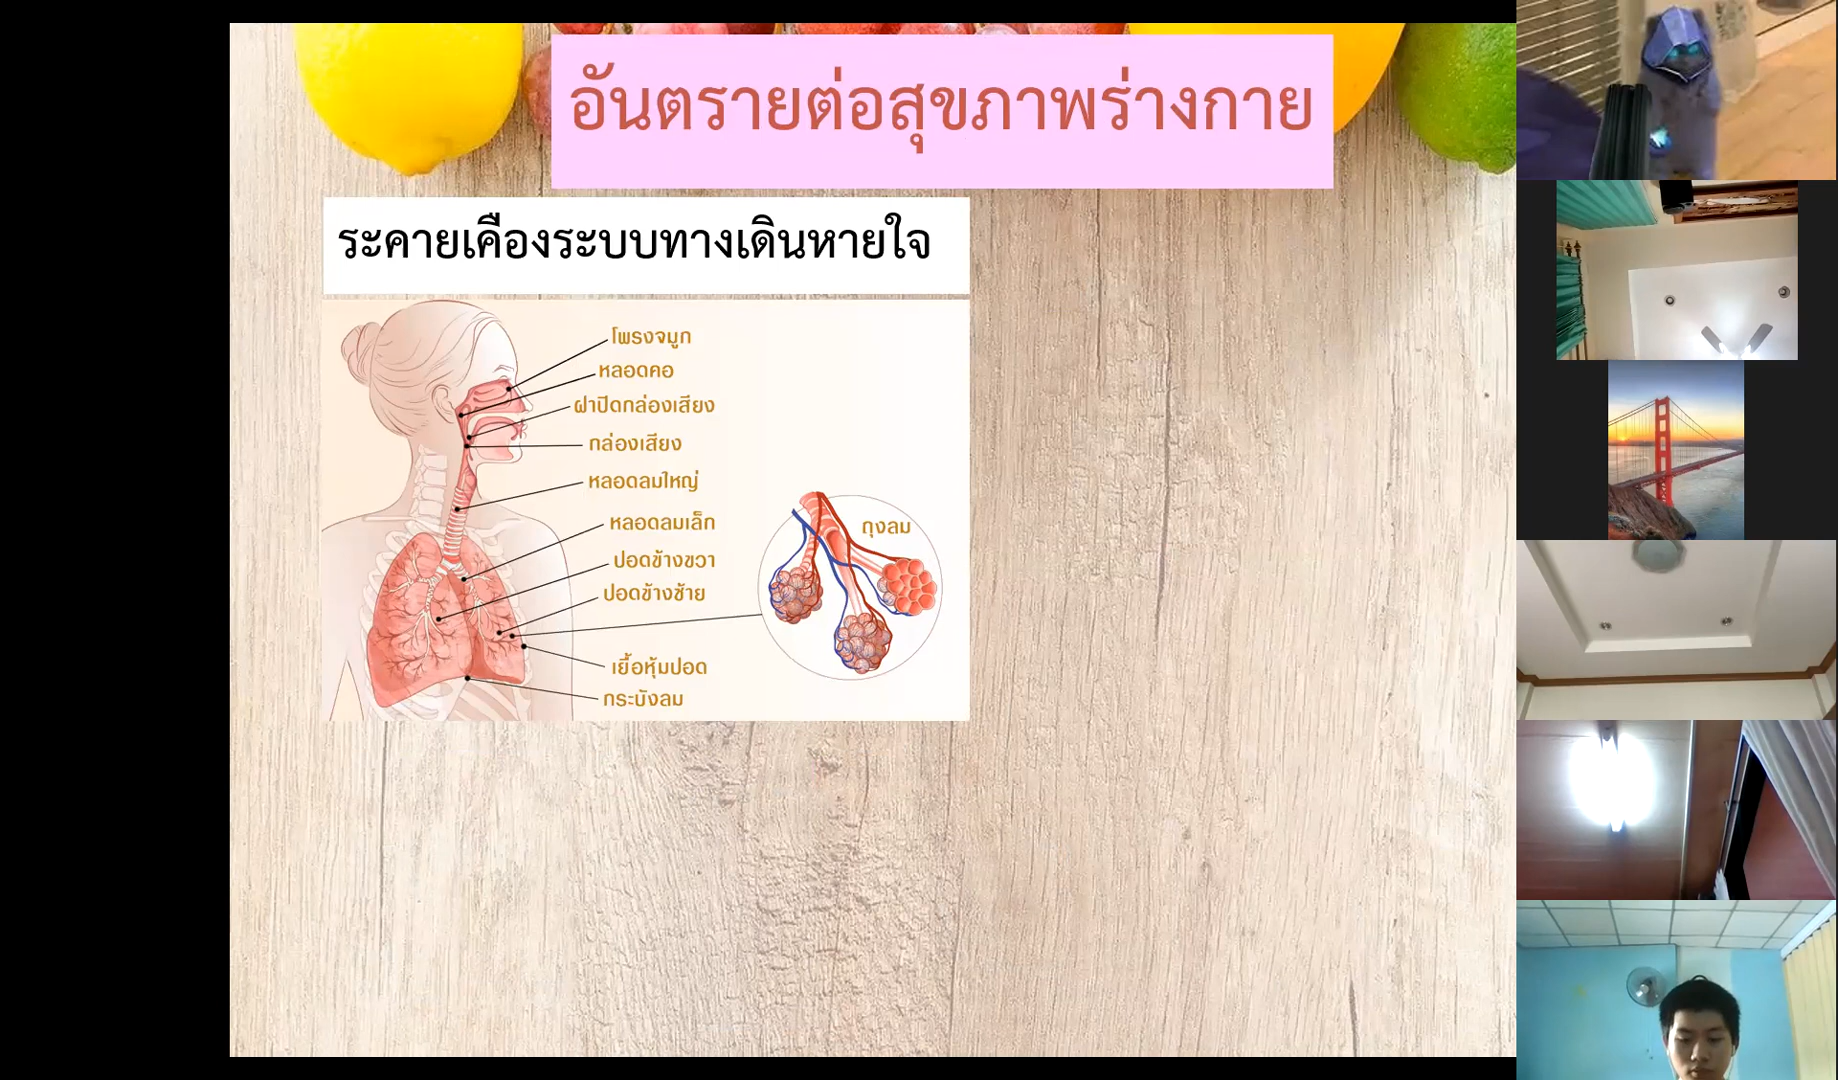 อันตรายต่อสุขภาพร่างกาย
ระคายเคืองระบบทางเดินหายใจ
โพรงจมูก
หลอดคอ
ฝาปิดกล่องเสียง
กล่องเสียง
หลอดลมใหญ่
หลอดลมเล็ก
ถุงลม
ปอดข้างขวา
ปอดข้างซ้าย
เยื้อหุ้มปอด
กระบังลม